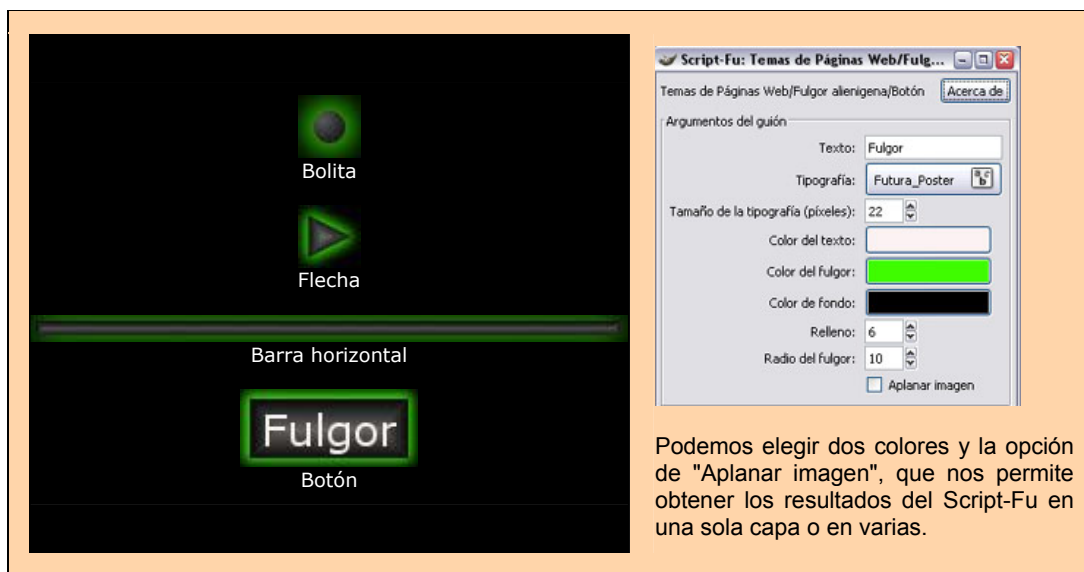 Bolita
Flecha
Barra horizontal
Fulgor
Botón
Script-Fu: Temas de Páginas Web/Fulg...
Temas de Páginas Web/Fulgor alienigena/Botón Acerca de
Argumentos del guión
Texto: Fulgor
Tipografía: Futura_Poster
Tamaño de la tipografía (píxeles): 22
Color del texto:
Color del fulgor:
Color de fondo:
Relleno: 6
Radio del fulgor: 10
Aplanar imagen
Podemos elegir dos colores y la opción
de "Aplanar imagen", que nos permite
obtener los resultados del Script-Fu en
una sola capa o en varias.